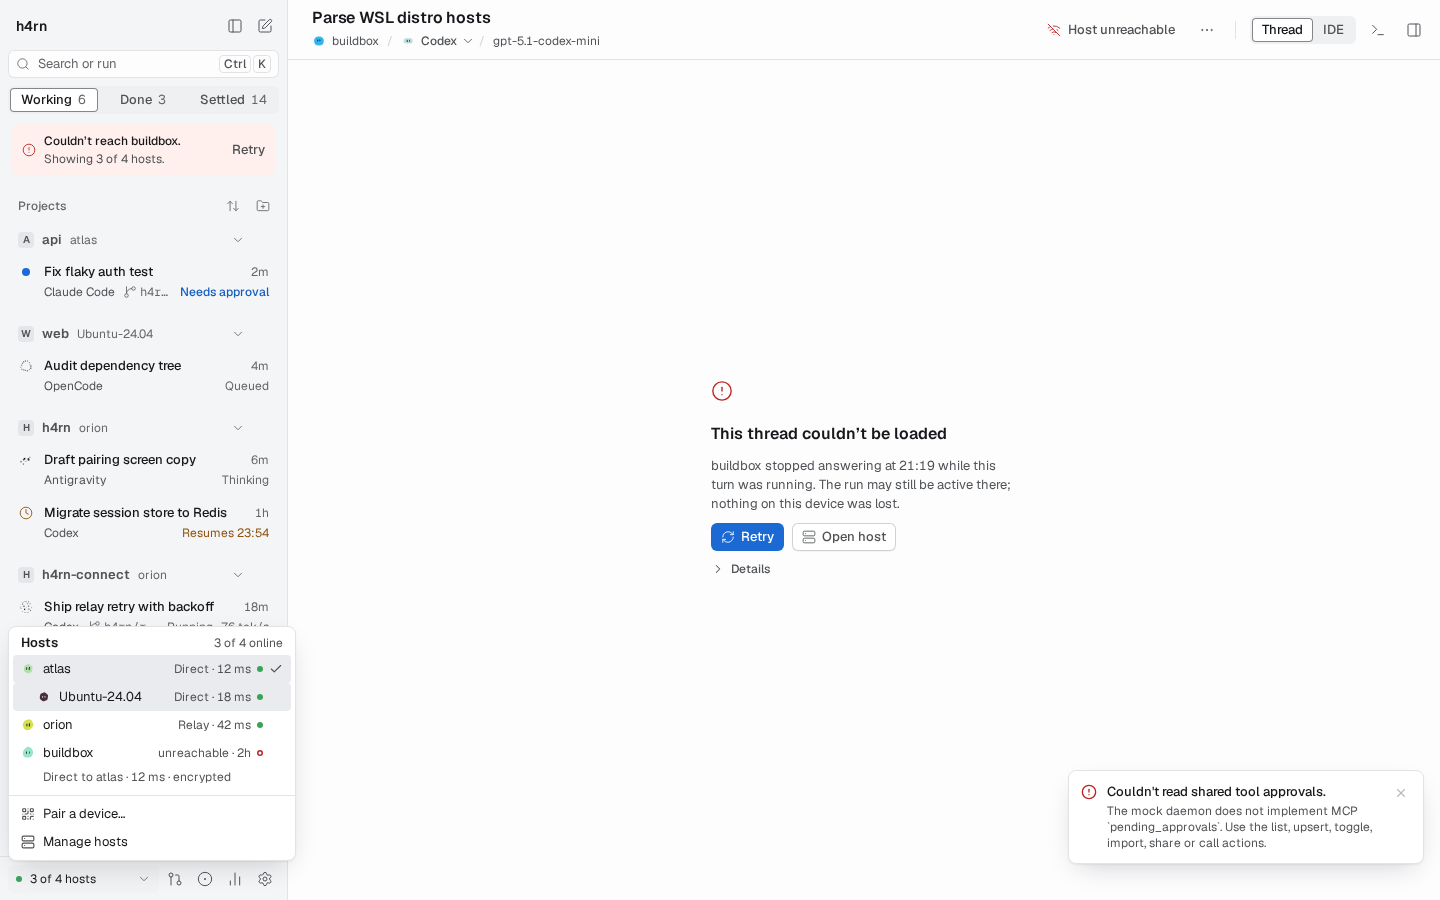 h4rn
Search or run Ctrl K
Working 6 Done 3 Settled 14
Couldn't reach buildbox.
Showing 3 of 4 hosts.
Retry
Projects
A api atlas
Fix flaky auth test 2m
Claude Code h4r… Needs approval
W web Ubuntu-24.04
Audit dependency tree 4m
OpenCode Queued
H h4rn orion
Draft pairing screen copy 6m
Antigravity Thinking
Migrate session store to Redis 1h
Codex Resumes 23:54
H h4rn-connect orion
Ship relay retry with backoff 18m
Hosts 3 of 4 online
atlas Direct · 12 ms
Ubuntu-24.04 Direct · 18 ms
orion Relay · 42 ms
buildbox unreachable · 2h
Direct to atlas · 12 ms · encrypted
Pair a device…
Manage hosts
3 of 4 hosts
Parse WSL distro hosts
buildbox / Codex / gpt-5.1-codex-mini
Host unreachable
Thread IDE
This thread couldn’t be loaded
buildbox stopped answering at 21:19 while this
turn was running. The run may still be active there;
nothing on this device was lost.
Retry Open host
Details
Couldn't read shared tool approvals.
The mock daemon does not implement MCP
`pending_approvals`. Use the list, upsert, toggle,
import, share or call actions.